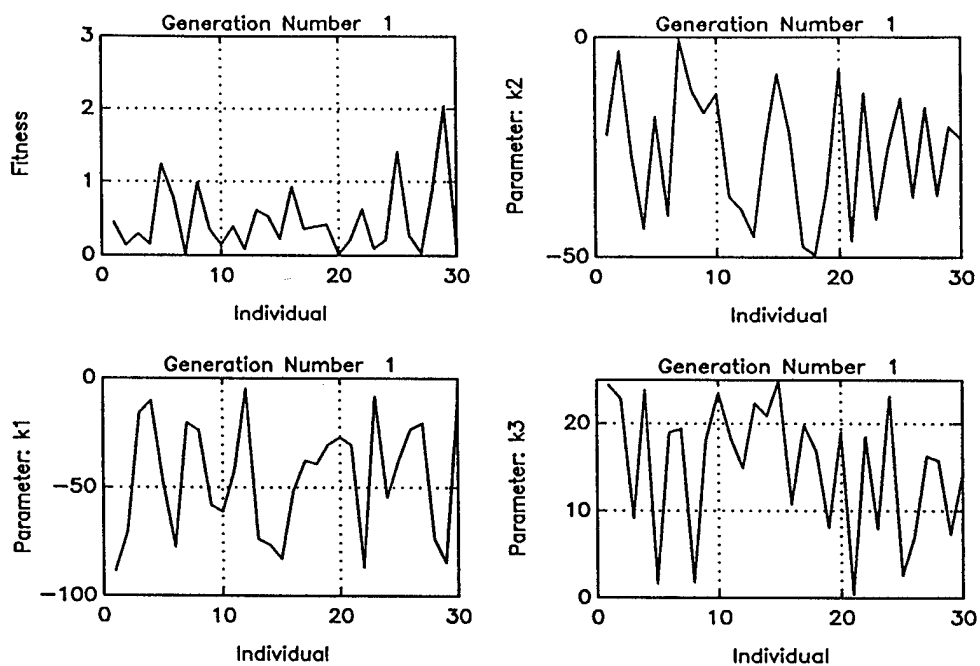 Generation Number 1
3
2
1
0
0 10 20 30
Fitness
Individual
Generation Number 1
0
-50
0 10 20 30
Parameter: k2
Individual
Generation Number 1
0
-50
-100
0 10 20 30
Parameter: k1
Individual
Generation Number 1
20
10
0
0 10 20 30
Parameter: k3
Individual